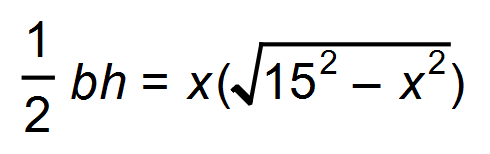 ½ bh = x(√15² − x²)